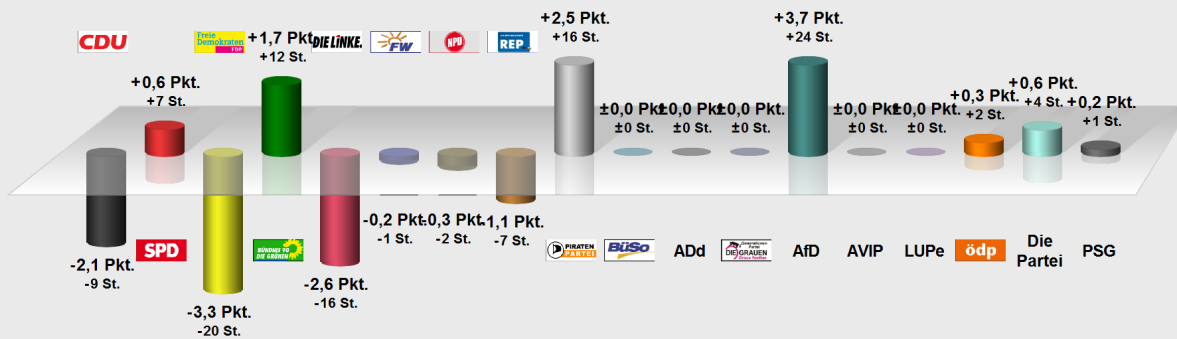 CDU
-2,1 Pkt.
-9 St.
+0,6 Pkt.
+7 St.
SPD
Freie
Demokraten
FDP
-3,3 Pkt.
-20 St.
+1,7 Pkt.
+12 St.
BÜNDNIS 90
DIE GRÜNEN
DIE LINKE.
-2,6 Pkt.
-16 St.
FW
-0,2 Pkt.
-1 St.
NPD
-0,3 Pkt.
-2 St.
REP
-1,1 Pkt.
-7 St.
+2,5 Pkt.
+16 St.
PIRATEN
PARTEI
±0,0 Pkt.
±0 St.
BüSo
±0,0 Pkt.
±0 St.
ADd
±0,0 Pkt.
±0 St.
Generationen
Partei
DIE GRAUEN
+3,7 Pkt.
+24 St.
AfD
±0,0 Pkt.
±0 St.
AVIP
±0,0 Pkt.
±0 St.
LUPe
+0,3 Pkt.
+2 St.
ödp
+0,6 Pkt.
+4 St.
Die
Partei
+0,2 Pkt.
+1 St.
PSG